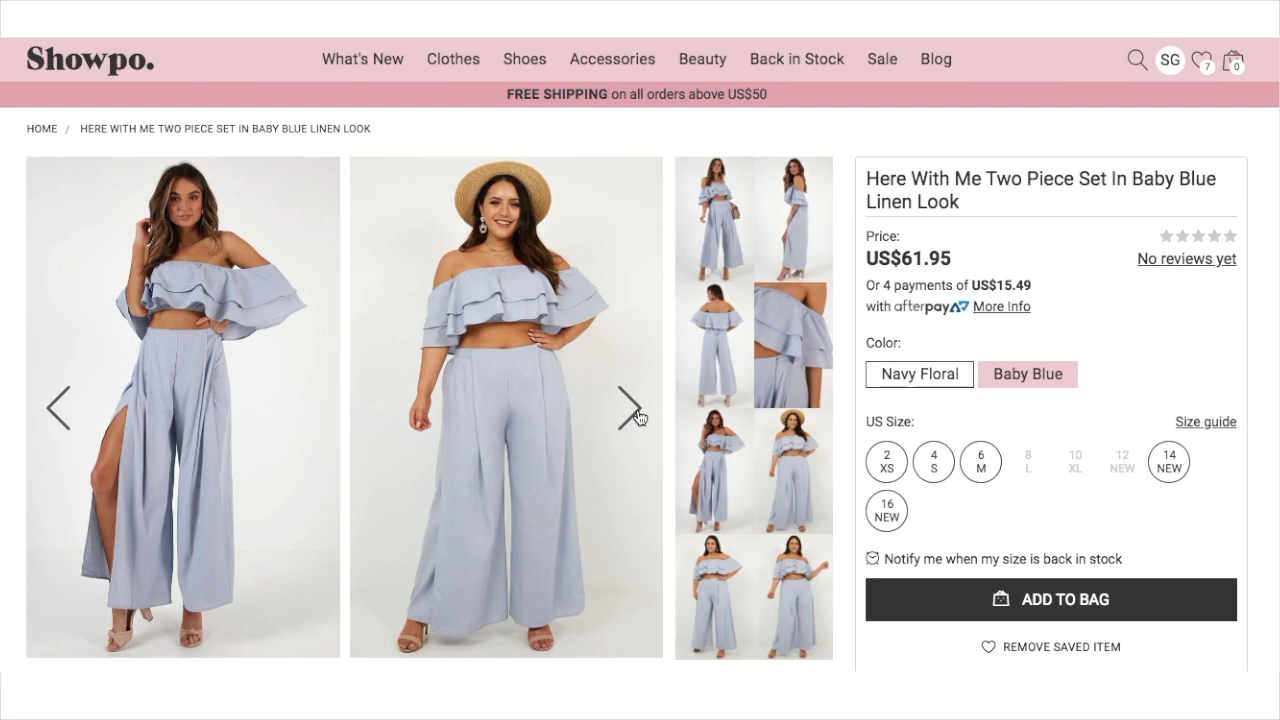 Showpo.
What's New Clothes Shoes Accessories Beauty Back in Stock Sale Blog
SG 7 0
FREE SHIPPING on all orders above US$50
HOME / HERE WITH ME TWO PIECE SET IN BABY BLUE LINEN LOOK
Here With Me Two Piece Set In Baby Blue
Linen Look
Price:
US$61.95 No reviews yet
Or 4 payments of US$15.49
with afterpay More Info
Color:
Navy Floral Baby Blue
US Size: Size guide
2 4 6 8 10 12 14
XS S M L XL NEW NEW
16
NEW
Notify me when my size is back in stock
ADD TO BAG
REMOVE SAVED ITEM